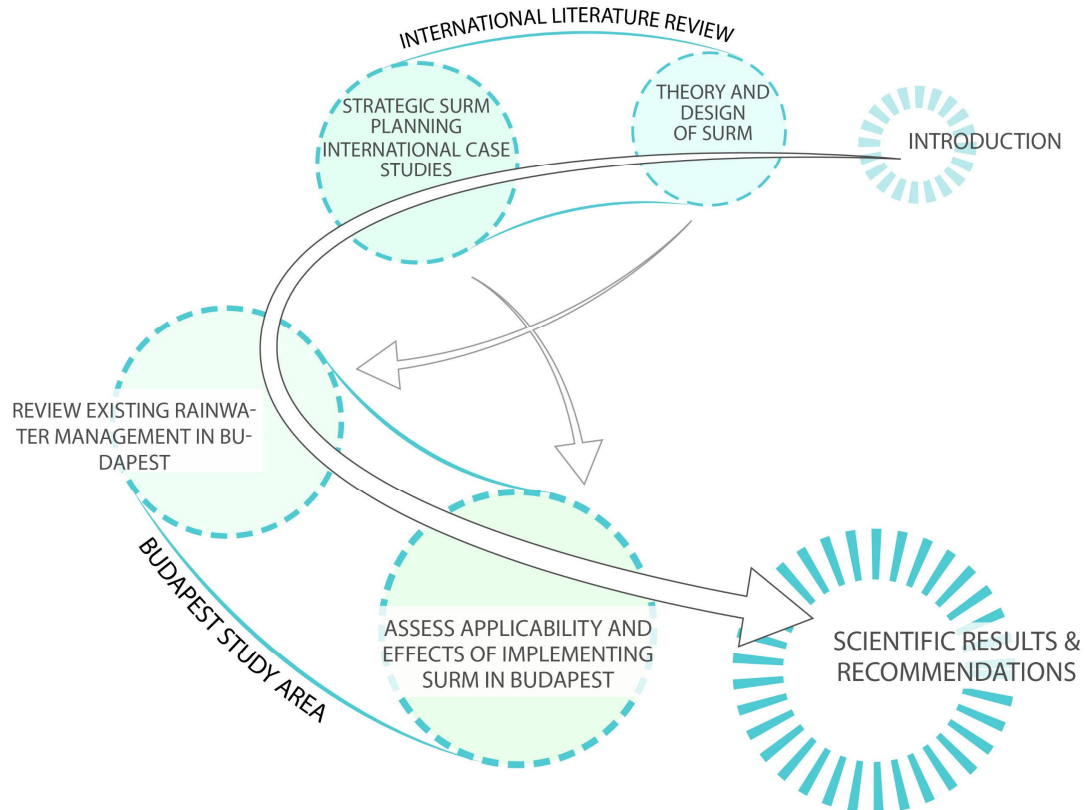 INTERNATIONAL LITERATURE REVIEW
STRATEGIC SURM
PLANNING
INTERNATIONAL CASE
STUDIES
THEORY AND
DESIGN
OF SURM
INTRODUCTION
REVIEW EXISTING RAINWA-
TER MANAGEMENT IN BU-
DAPEST
BUDAPEST STUDY AREA
ASSESS APPLICABILITY AND
EFFECTS OF IMPLEMENTING
SURM IN BUDAPEST
SCIENTIFIC RESULTS &
RECOMMENDATIONS